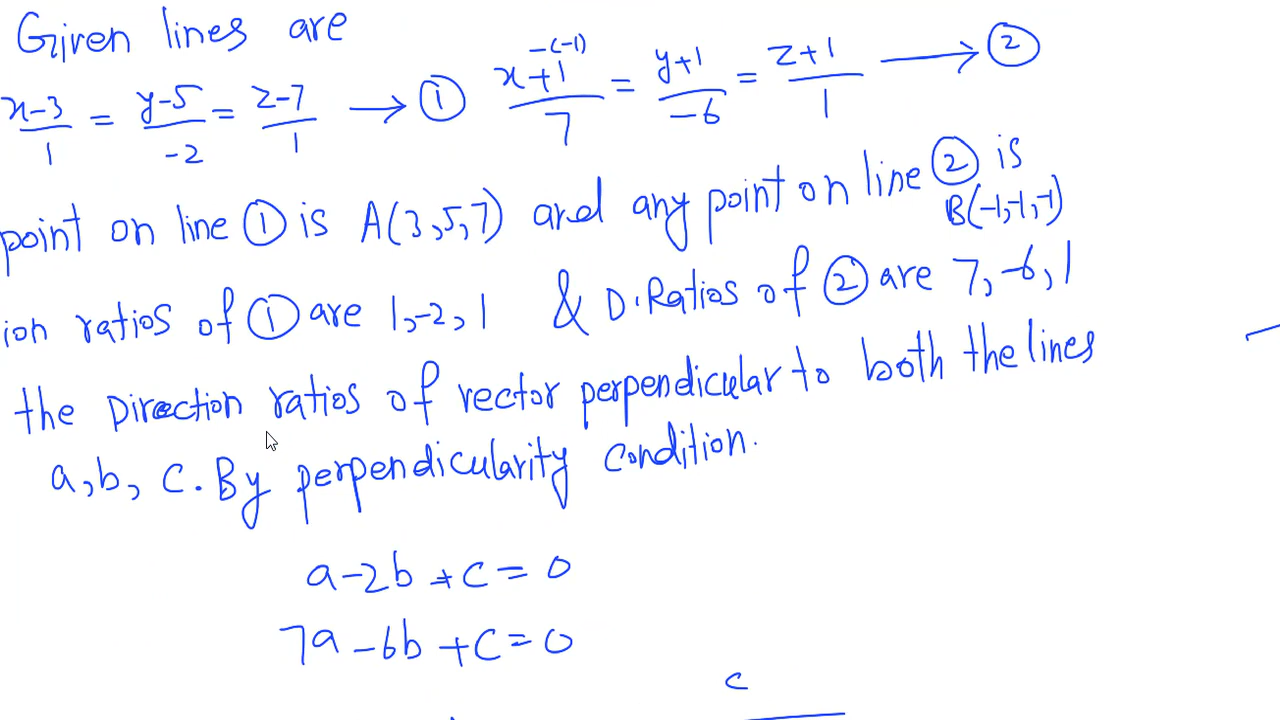 Given lines are
x-3/1 = y-5/-2 = z-7/1 → ① x+1/7 = y+1/-6 = z+1/1 → ②
-(-1)
point on line ① is A(3,5,7) and any point on line ② is
B(-1,-1,-1)
ion ratios of ① are 1,-2,1 & D.Ratios of ② are 7,-6,1
the Direction ratios of vector perpendicular to both the lines
a,b, c. By perpendicularity condition.
a-2b+c=0
7a-6b+c=0
c